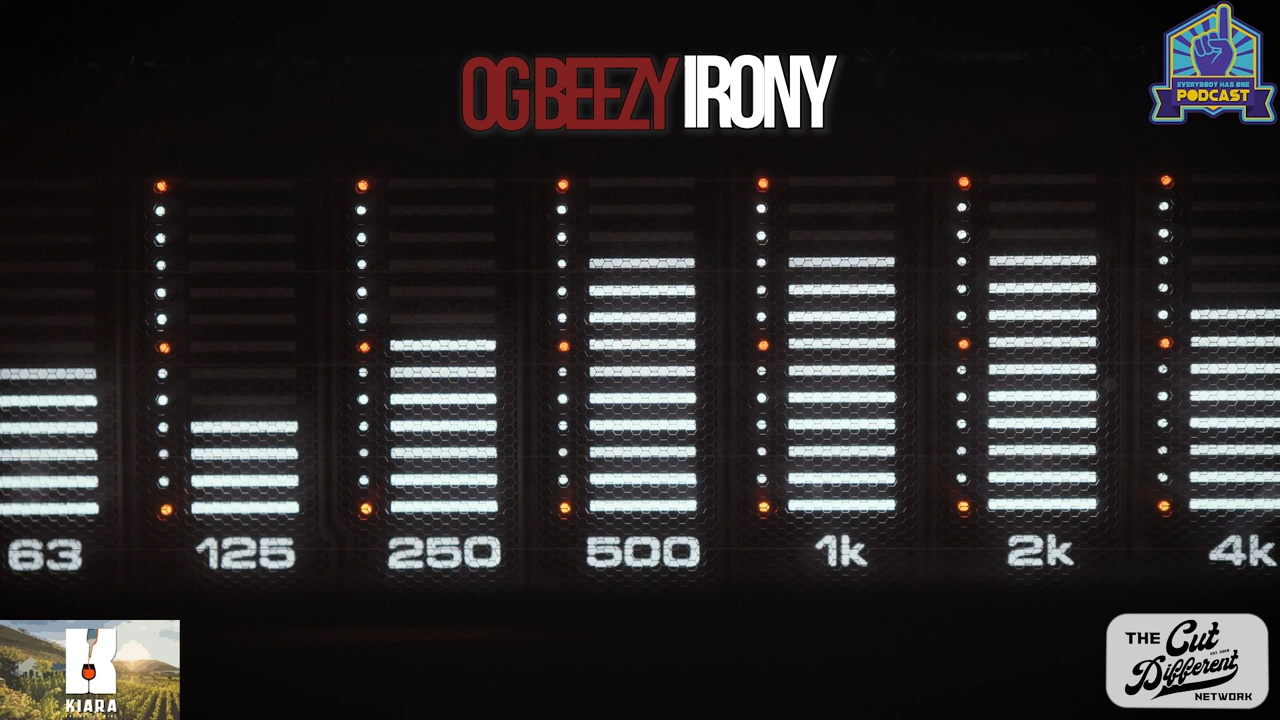 OG BEEZY IRONY
EVERYBODY HAS ONE
PODCAST
63 125 250 500 1k 2k 4k
KIARA
THE Cut
Different
NETWORK